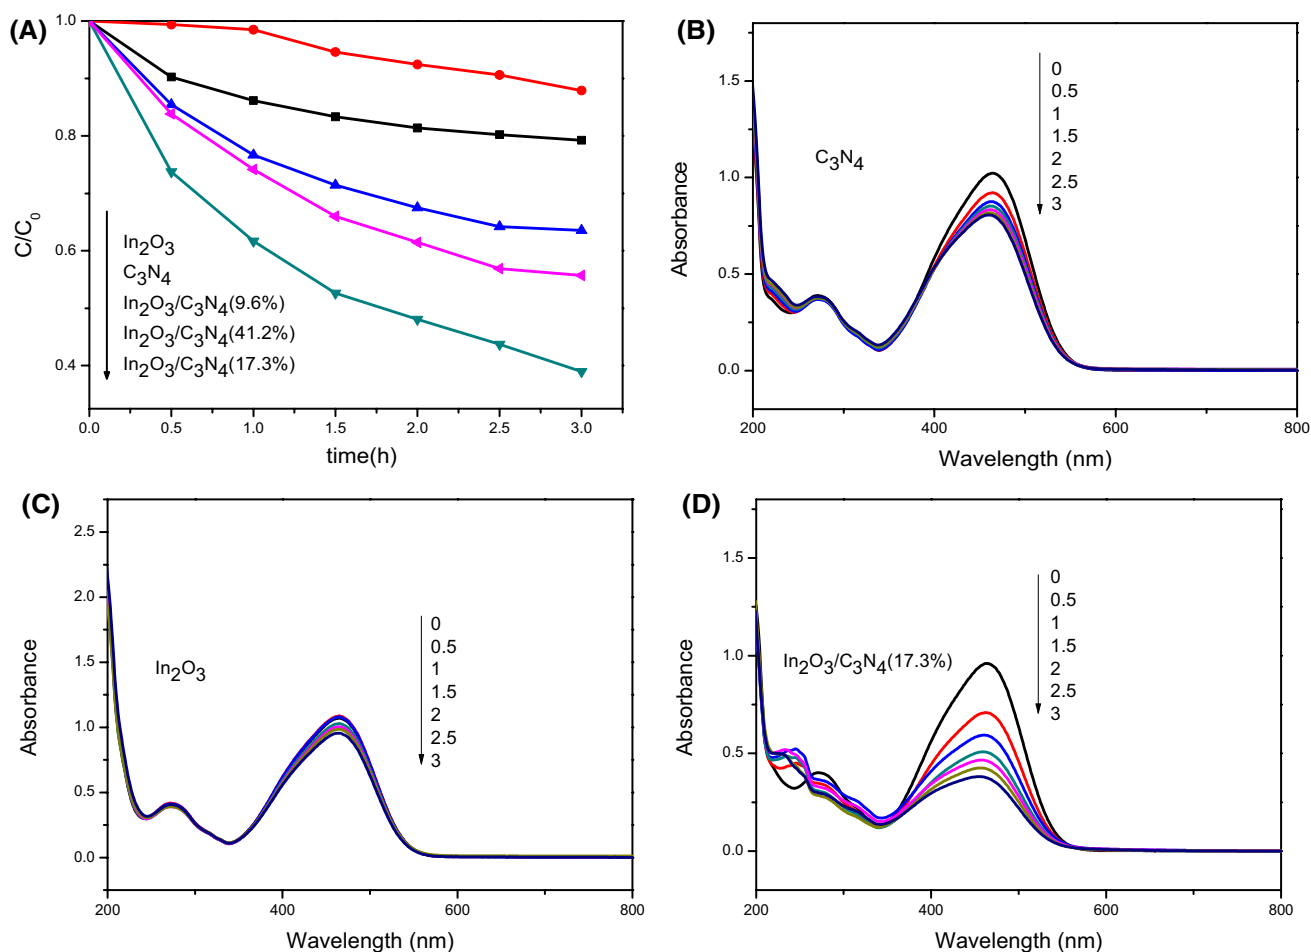 (A)
1.0
0.8
0.6
0.4
C/C0
In2O3
C3N4
In2O3/C3N4(9.6%)
In2O3/C3N4(41.2%)
In2O3/C3N4(17.3%)
0.0 0.5 1.0 1.5 2.0 2.5 3.0
time(h)
(B)
1.5
1.0
0.5
0.0
Absorbance
C3N4
0
0.5
1
1.5
2
2.5
3
200 400 600 800
Wavelength (nm)
(C)
2.5
2.0
1.5
1.0
0.5
0.0
Absorbance
In2O3
0
0.5
1
1.5
2
2.5
3
200 400 600 800
Wavelength (nm)
(D)
1.5
1.0
0.5
0.0
Absorbance
In2O3/C3N4(17.3%)
0
0.5
1
1.5
2
2.5
3
200 400 600 800
Wavelength (nm)